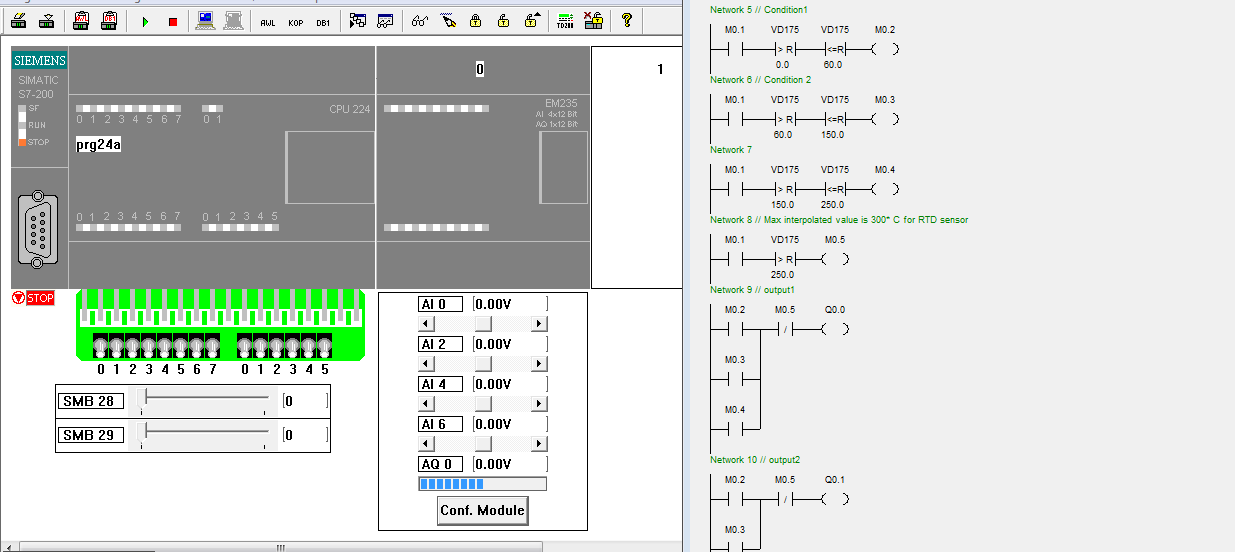 AWL KOP DB1 TD200 ?
SIEMENS
SIMATIC
S7-200
SF
RUN
STOP
0 1 2 3 4 5 6 7 0 1
CPU 224
prg24a
0 1 2 3 4 5 6 7 0 1 2 3 4 5
0
EM235
AI 4x12 Bit
AQ 1x12 Bit
1
STOP
0 1 2 3 4 5 6 7 0 1 2 3 4 5
SMB 28 [0 ]
SMB 29 [0 ]
AI 0 [0.00V ]
AI 2 [0.00V ]
AI 4 [0.00V ]
AI 6 [0.00V ]
AQ 0 [0.00V ]
Conf. Module
Network 5 // Condition1
M0.1 VD175 VD175 M0.2
> R <=R
0.0 60.0
Network 6 // Condition 2
M0.1 VD175 VD175 M0.3
> R <=R
60.0 150.0
Network 7
M0.1 VD175 VD175 M0.4
> R <=R
150.0 250.0
Network 8 // Max interpolated value is 300* C for RTD sensor
M0.1 VD175 M0.5
> R
250.0
Network 9 // output1
M0.2 M0.5 Q0.0
/
M0.3
M0.4
Network 10 // output2
M0.2 M0.5 Q0.1
/
M0.3